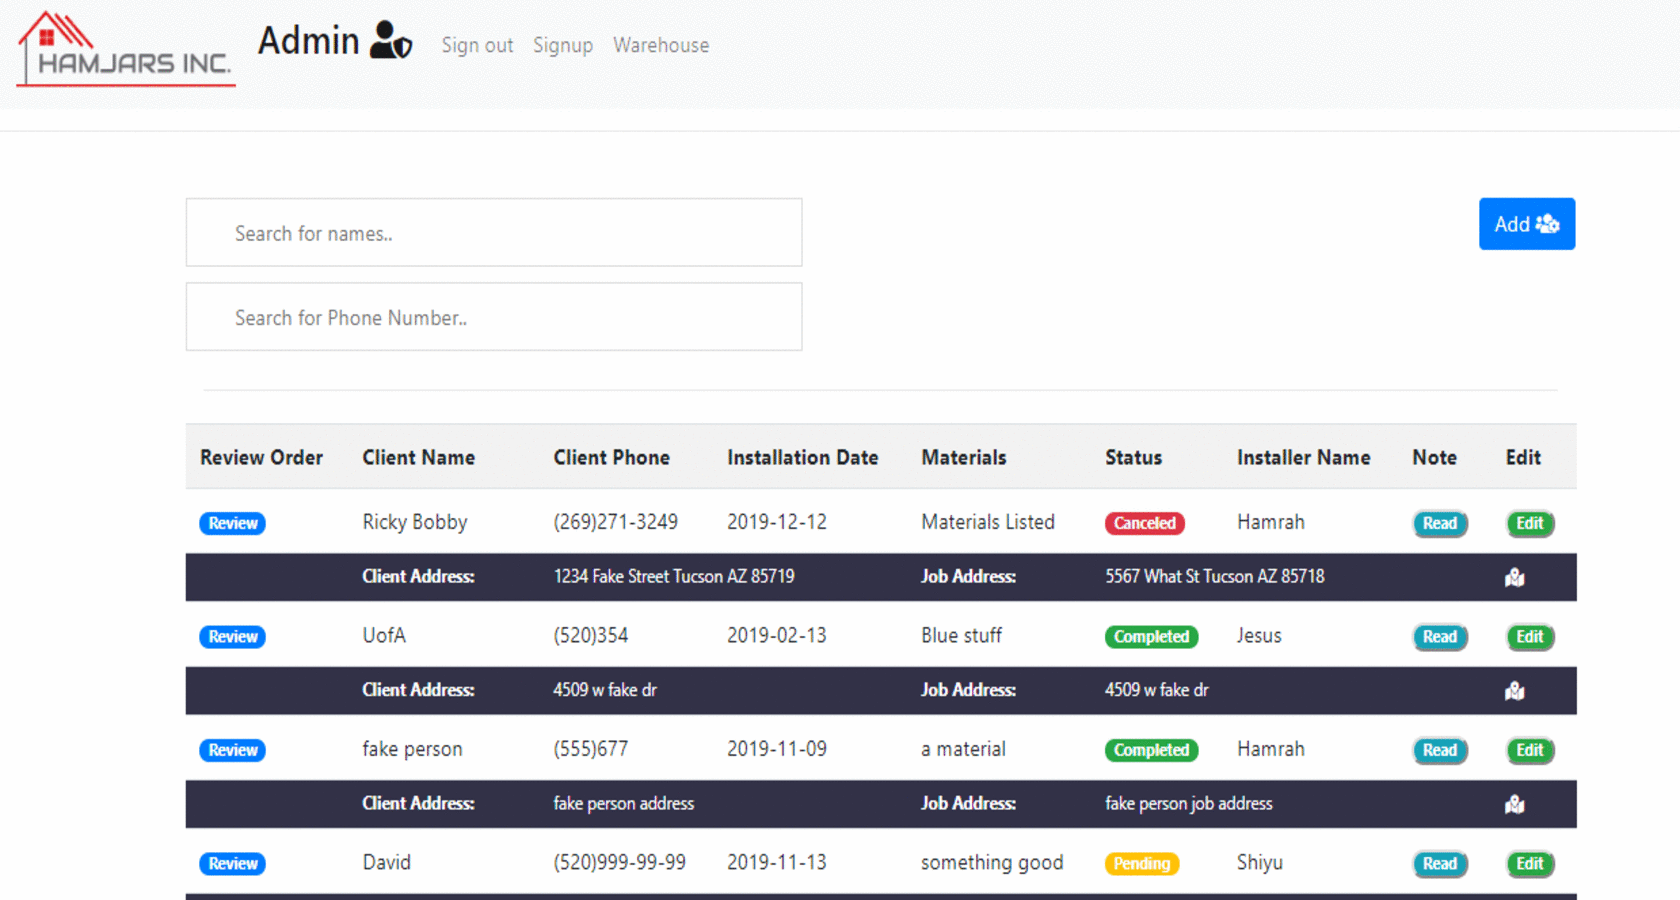 HAMJARS INC.
Admin Sign out Signup Warehouse
Search for names..
Add
Search for Phone Number..
Review Order Client Name Client Phone Installation Date Materials Status Installer Name Note Edit
Review Ricky Bobby (269)271-3249 2019-12-12 Materials Listed Canceled Hamrah Read Edit
Client Address: 1234 Fake Street Tucson AZ 85719 Job Address: 5567 What St Tucson AZ 85718
Review UofA (520)354 2019-02-13 Blue stuff Completed Jesus Read Edit
Client Address: 4509 w fake dr Job Address: 4509 w fake dr
Review fake person (555)677 2019-11-09 a material Completed Hamrah Read Edit
Client Address: fake person address Job Address: fake person job address
Review David (520)999-99-99 2019-11-13 something good Pending Shiyu Read Edit